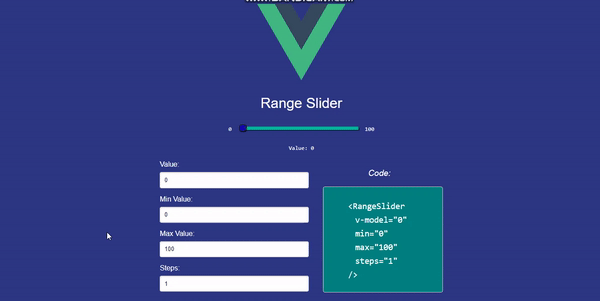 Range Slider
0
100
Value: 0
Value:
0
Min Value:
0
Max Value:
100
Steps:
1
Code:
<RangeSlider
v-model="0"
min="0"
max="100"
steps="1"
/>